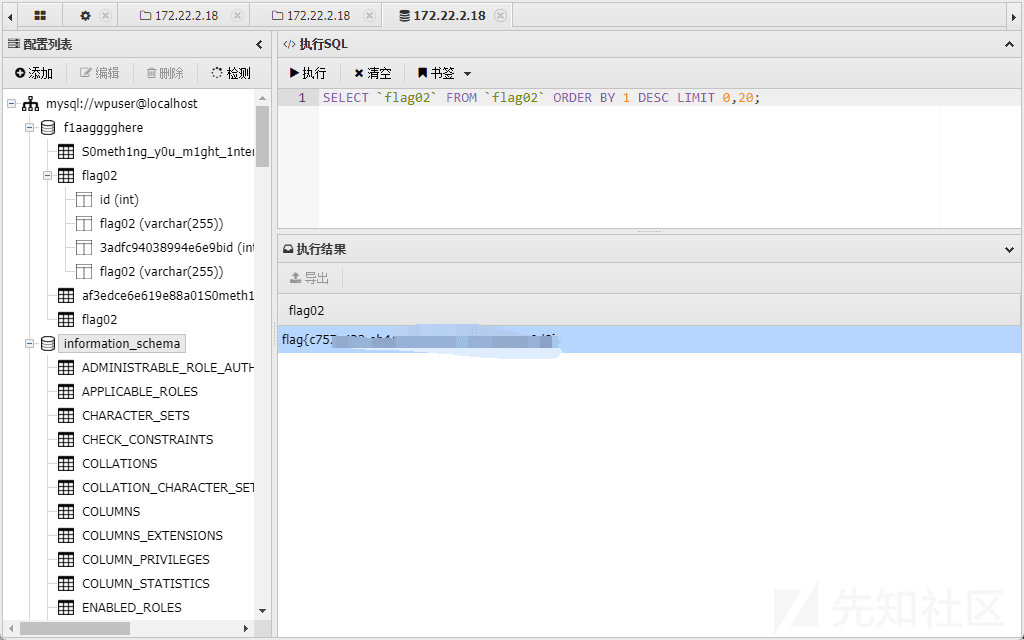 172.22.2.18
172.22.2.18
172.22.2.18
配置列表
添加 编辑 删除 检测
mysql://wpuser@localhost
f1aagggghere
S0meth1ng_y0u_m1ght_1nter
flag02
id (int)
flag02 (varchar(255))
3adfc94038994e6e9bid (int
flag02 (varchar(255))
af3edce6e619e88a01S0meth1
flag02
information_schema
ADMINISTRABLE_ROLE_AUTH
APPLICABLE_ROLES
CHARACTER_SETS
CHECK_CONSTRAINTS
COLLATIONS
COLLATION_CHARACTER_SET
COLUMNS
COLUMNS_EXTENSIONS
COLUMN_PRIVILEGES
COLUMN_STATISTICS
ENABLED_ROLES
</> 执行SQL
执行 清空 书签
1 SELECT `flag02` FROM `flag02` ORDER BY 1 DESC LIMIT 0,20;
执行结果
导出
flag02
先知社区